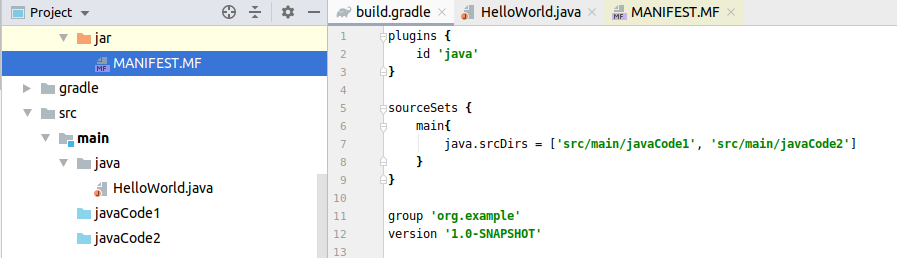 Project
jar
MF MANIFEST.MF
gradle
src
main
java
HelloWorld.java
javaCode1
javaCode2
build.gradle HelloWorld.java MF MANIFEST.MF
1 plugins {
2     id 'java'
3 }
4
5 sourceSets {
6     main{
7         java.srcDirs = ['src/main/javaCode1', 'src/main/javaCode2']
8     }
9 }
10
11 group 'org.example'
12 version '1.0-SNAPSHOT'
13